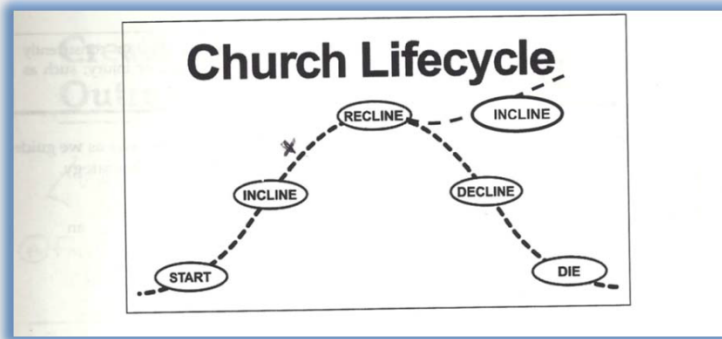 Church Lifecycle
RECLINE
INCLINE
INCLINE
DECLINE
START
DIE